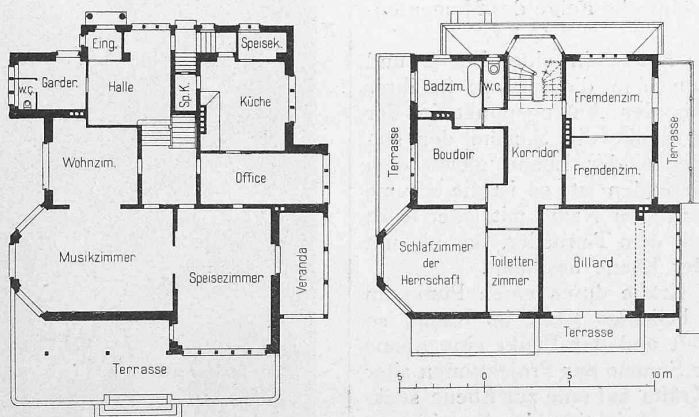 Eing.
Speisek.
W.C.
Garder.
Halle
Sp.K.
Küche
Wohnzim.
Office
Musikzimmer
Speisezimmer
Veranda
Terrasse
Badzim.
W.C.
Fremdenzim.
Terrasse
Terrasse
Boudoir
Korridor
Fremdenzim.
Schlafzimmer
der
Herrschaft
Toiletten-
zimmer
Billard
Terrasse
5 0 5 10 m